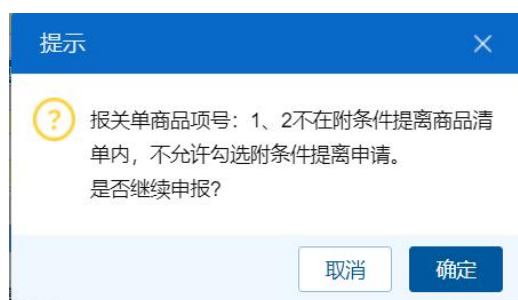 提示
报关单商品项号：1、2不在附条件提离商品清
单内，不允许勾选附条件提离申请。
是否继续申报?
取消
确定